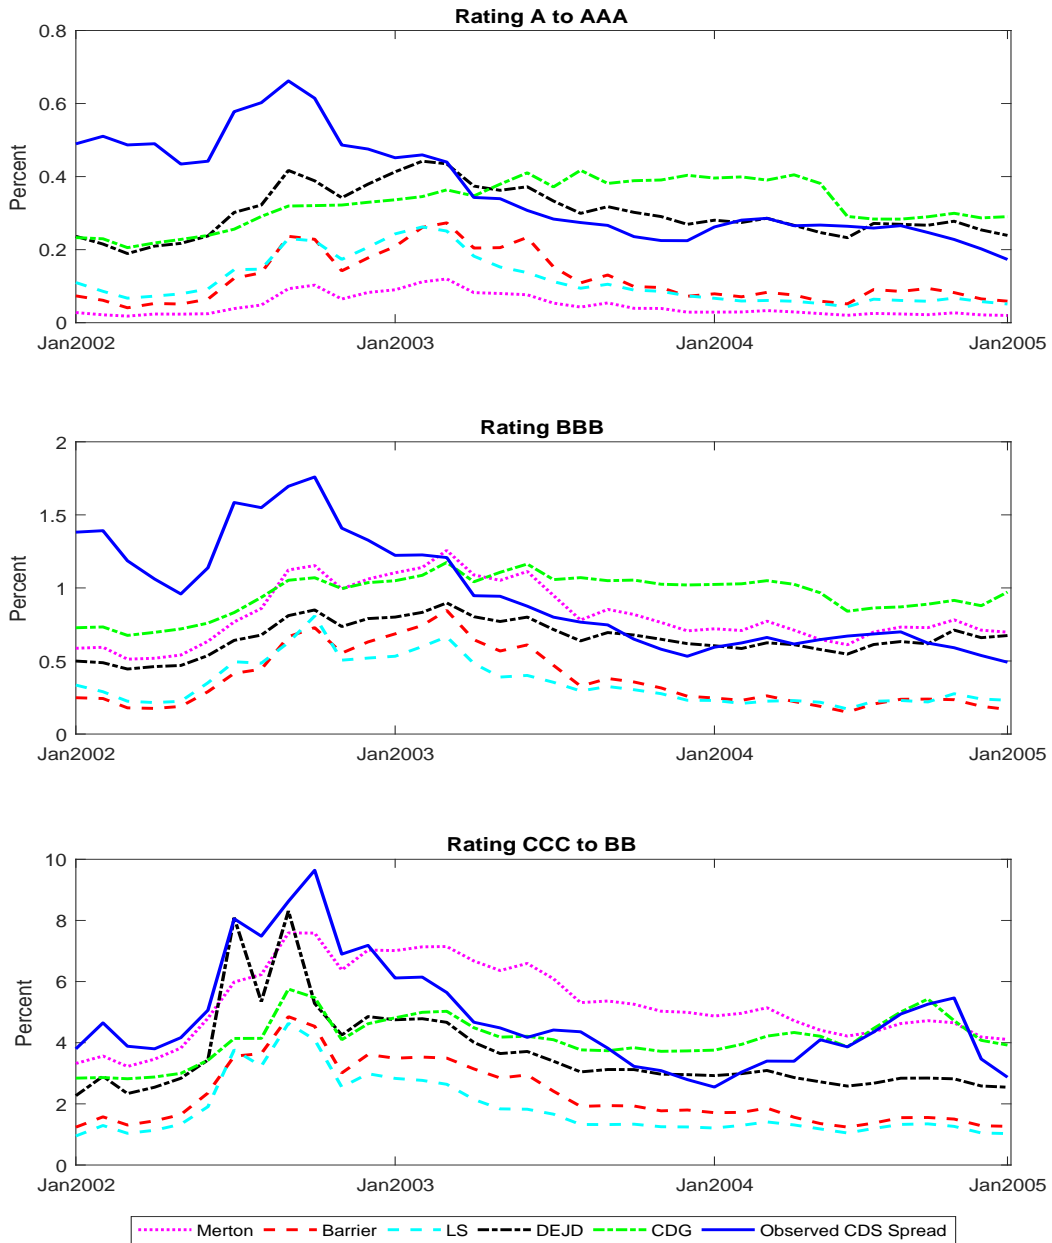 Rating A to AAA
Percent
0.8
0.6
0.4
0.2
0
Jan2002 Jan2003 Jan2004 Jan2005
Rating BBB
Percent
2
1.5
1
0.5
0
Jan2002 Jan2003 Jan2004 Jan2005
Rating CCC to BB
Percent
10
8
6
4
2
0
Jan2002 Jan2003 Jan2004 Jan2005
Merton Barrier LS DEJD CDG Observed CDS Spread